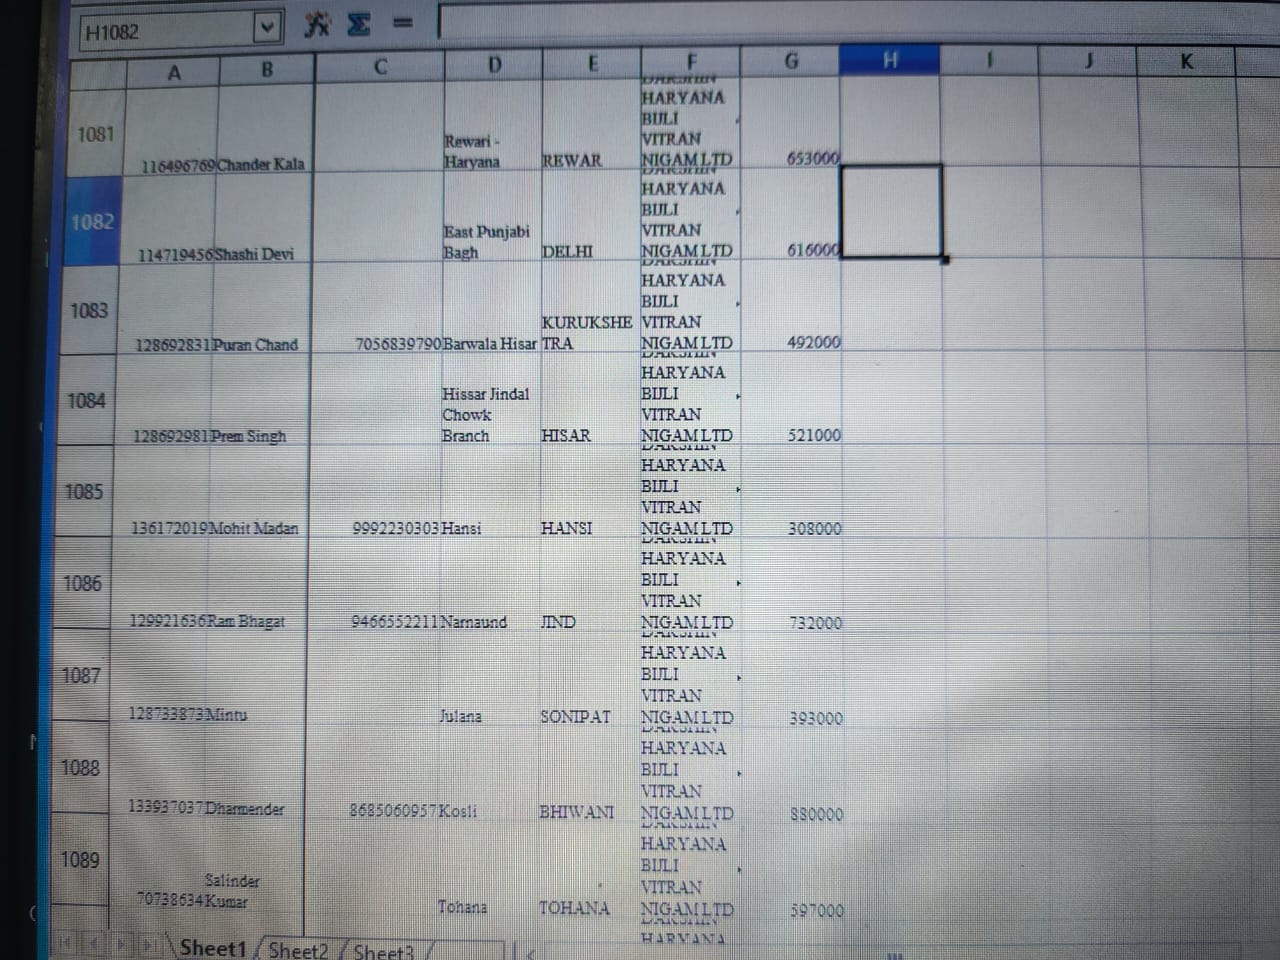 H1082
A B C D E F G H I J K
1081 116496769 Chander Kala Rewari - Haryana REWAR DAKSHIN HARYANA BIJLI VITRAN NIGAM LTD 653000
1082 114719456 Shashi Devi East Punjabi Bagh DELHI DAKSHIN HARYANA BIJLI VITRAN NIGAM LTD 616000
1083 128692831 Puran Chand 7056839790 Barwala Hisar KURUKSHETRA DAKSHIN HARYANA BIJLI VITRAN NIGAM LTD 492000
1084 128692981 Prem Singh Hissar Jindal Chowk Branch HISAR DAKSHIN HARYANA BIJLI VITRAN NIGAM LTD 521000
1085 136172019 Mohit Madan 9992230303 Hansi HANSI DAKSHIN HARYANA BIJLI VITRAN NIGAM LTD 308000
1086 129921636 Ram Bhagat 9466552211 Narnaund JIND DAKSHIN HARYANA BIJLI VITRAN NIGAM LTD 732000
1087 128733873 Mintu Julana SONIPAT DAKSHIN HARYANA BIJLI VITRAN NIGAM LTD 393000
1088 133937037 Dharmender 8685060957 Kosli BHIWANI DAKSHIN HARYANA BIJLI VITRAN NIGAM LTD 880000
1089 70738634 Salinder Kumar Tohana TOHANA DAKSHIN HARYANA BIJLI VITRAN NIGAM LTD 597000
DAKSHIN HARYANA
Sheet1 Sheet2 Sheet3